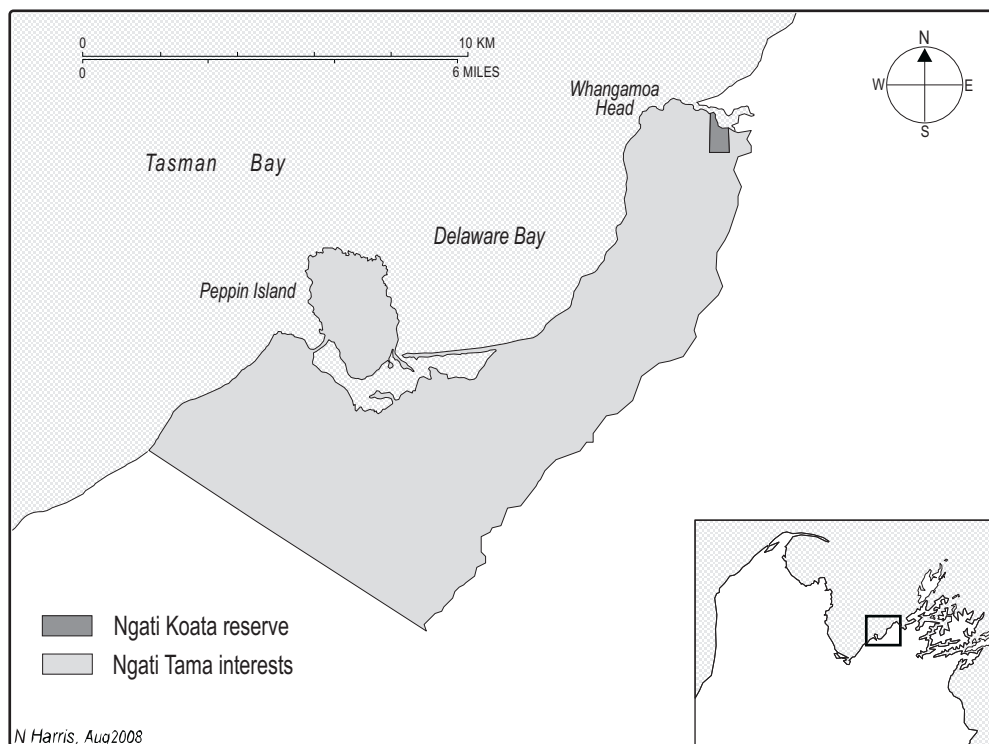 0 10 KM
0 6 MILES
N
W E
S
Whangamoa
Head
Tasman Bay
Delaware Bay
Peppin Island
Ngati Koata reserve
Ngati Tama interests
N Harris, Aug2008